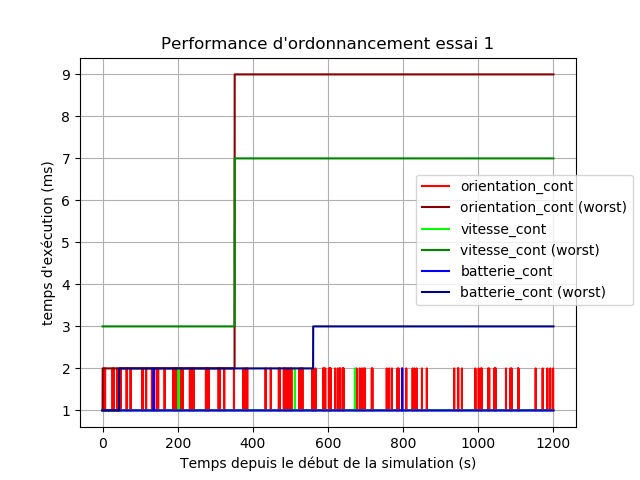 Performance d'ordonnancement essai 1
temps d'exécution (ms)
9
8
7
6
5
4
3
2
1
orientation_cont
orientation_cont (worst)
vitesse_cont
vitesse_cont (worst)
batterie_cont
batterie_cont (worst)
0 200 400 600 800 1000 1200
Temps depuis le début de la simulation (s)